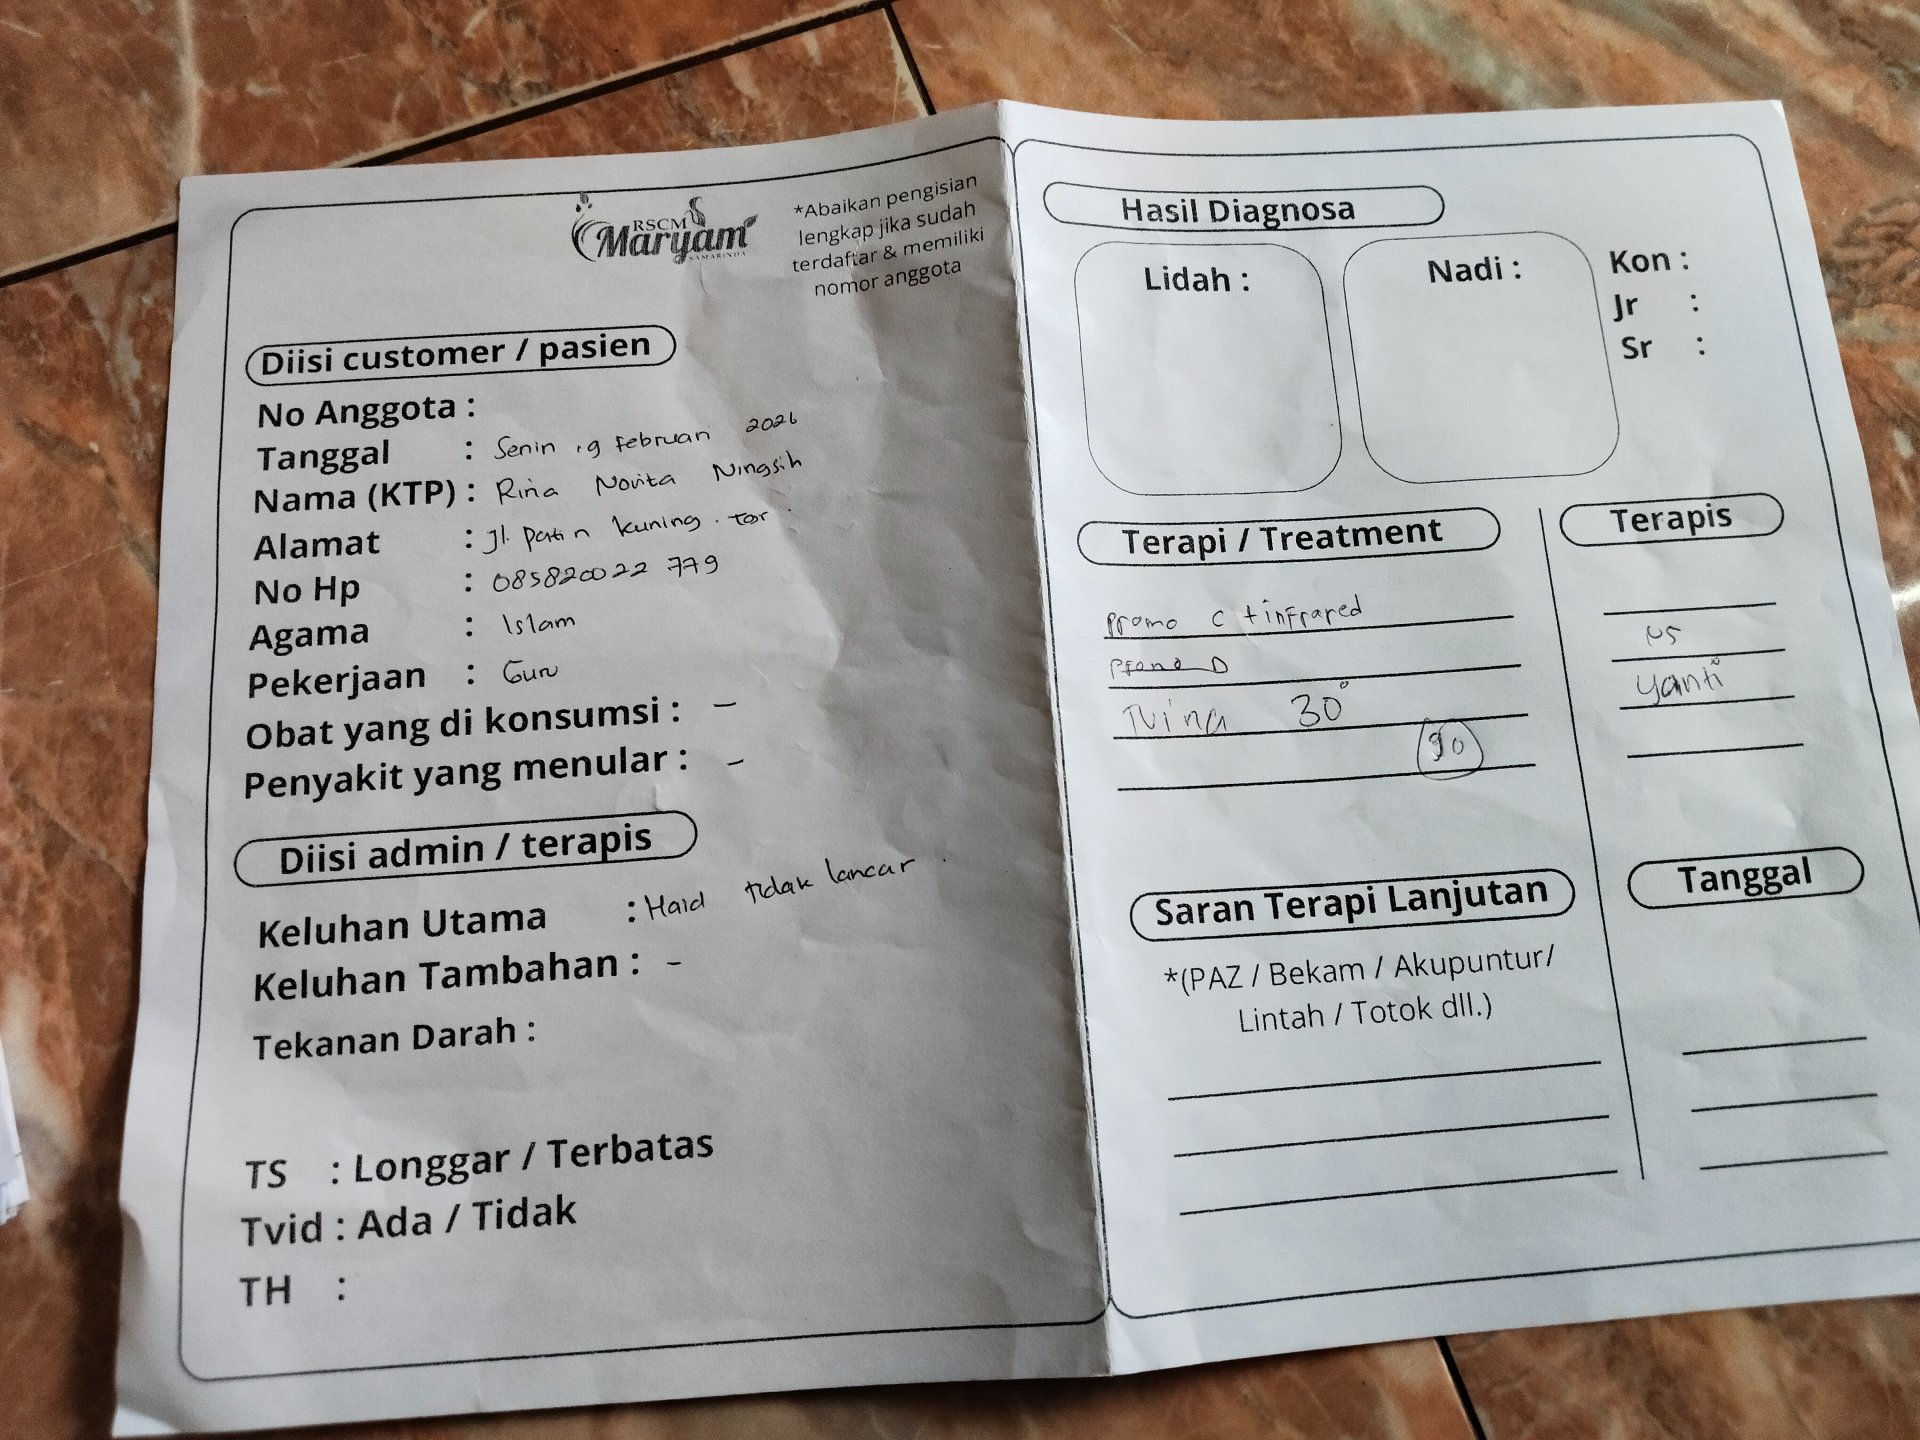 RSCM
Maryam
SAMARINDA
*Abaikan pengisian
lengkap jika sudah
terdaftar & memiliki
nomor anggota
Diisi customer / pasien
No Anggota :
Tanggal : Senin , 9 februari 2026
Nama (KTP) : Rina Novita Ningsih
Alamat : Jl. patin kuning . tgr .
No Hp : 085820022 779
Agama : Islam
Pekerjaan : Guru
Obat yang di konsumsi : -
Penyakit yang menular : -
Diisi admin / terapis
Keluhan Utama : Haid tidak lancar .
Keluhan Tambahan : -
Tekanan Darah :
TS : Longgar / Terbatas
Tvid : Ada / Tidak
TH :
Hasil Diagnosa
Lidah :
Nadi :
Kon :
Jr :
Sr :
Terapi / Treatment
promo C + infrared
promo D
30°
90
Terapis
yanti
Saran Terapi Lanjutan
*(PAZ / Bekam / Akupuntur/
Lintah / Totok dll.)
Tanggal